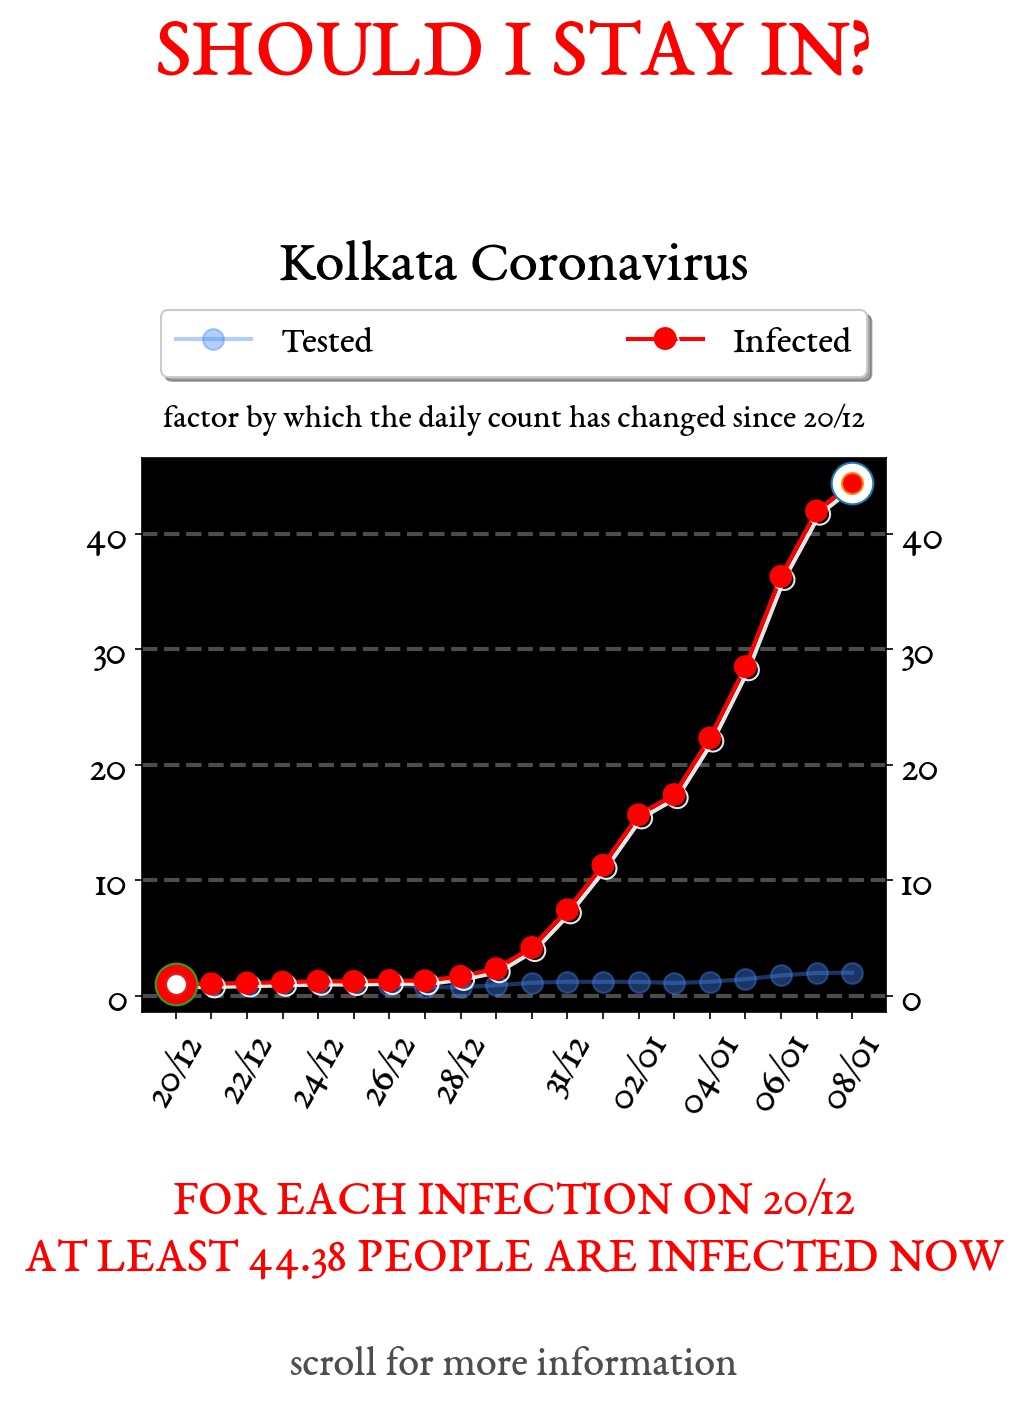 SHOULD I STAY IN?
Kolkata Coronavirus
Tested
Infected
factor by which the daily count has changed since 20/12
40 40
30 30
20 20
10 10
0 0
20/12 22/12 24/12 26/12 28/12 31/12 02/01 04/01 06/01 08/01
FOR EACH INFECTION ON 20/12
AT LEAST 44.38 PEOPLE ARE INFECTED NOW
scroll for more information